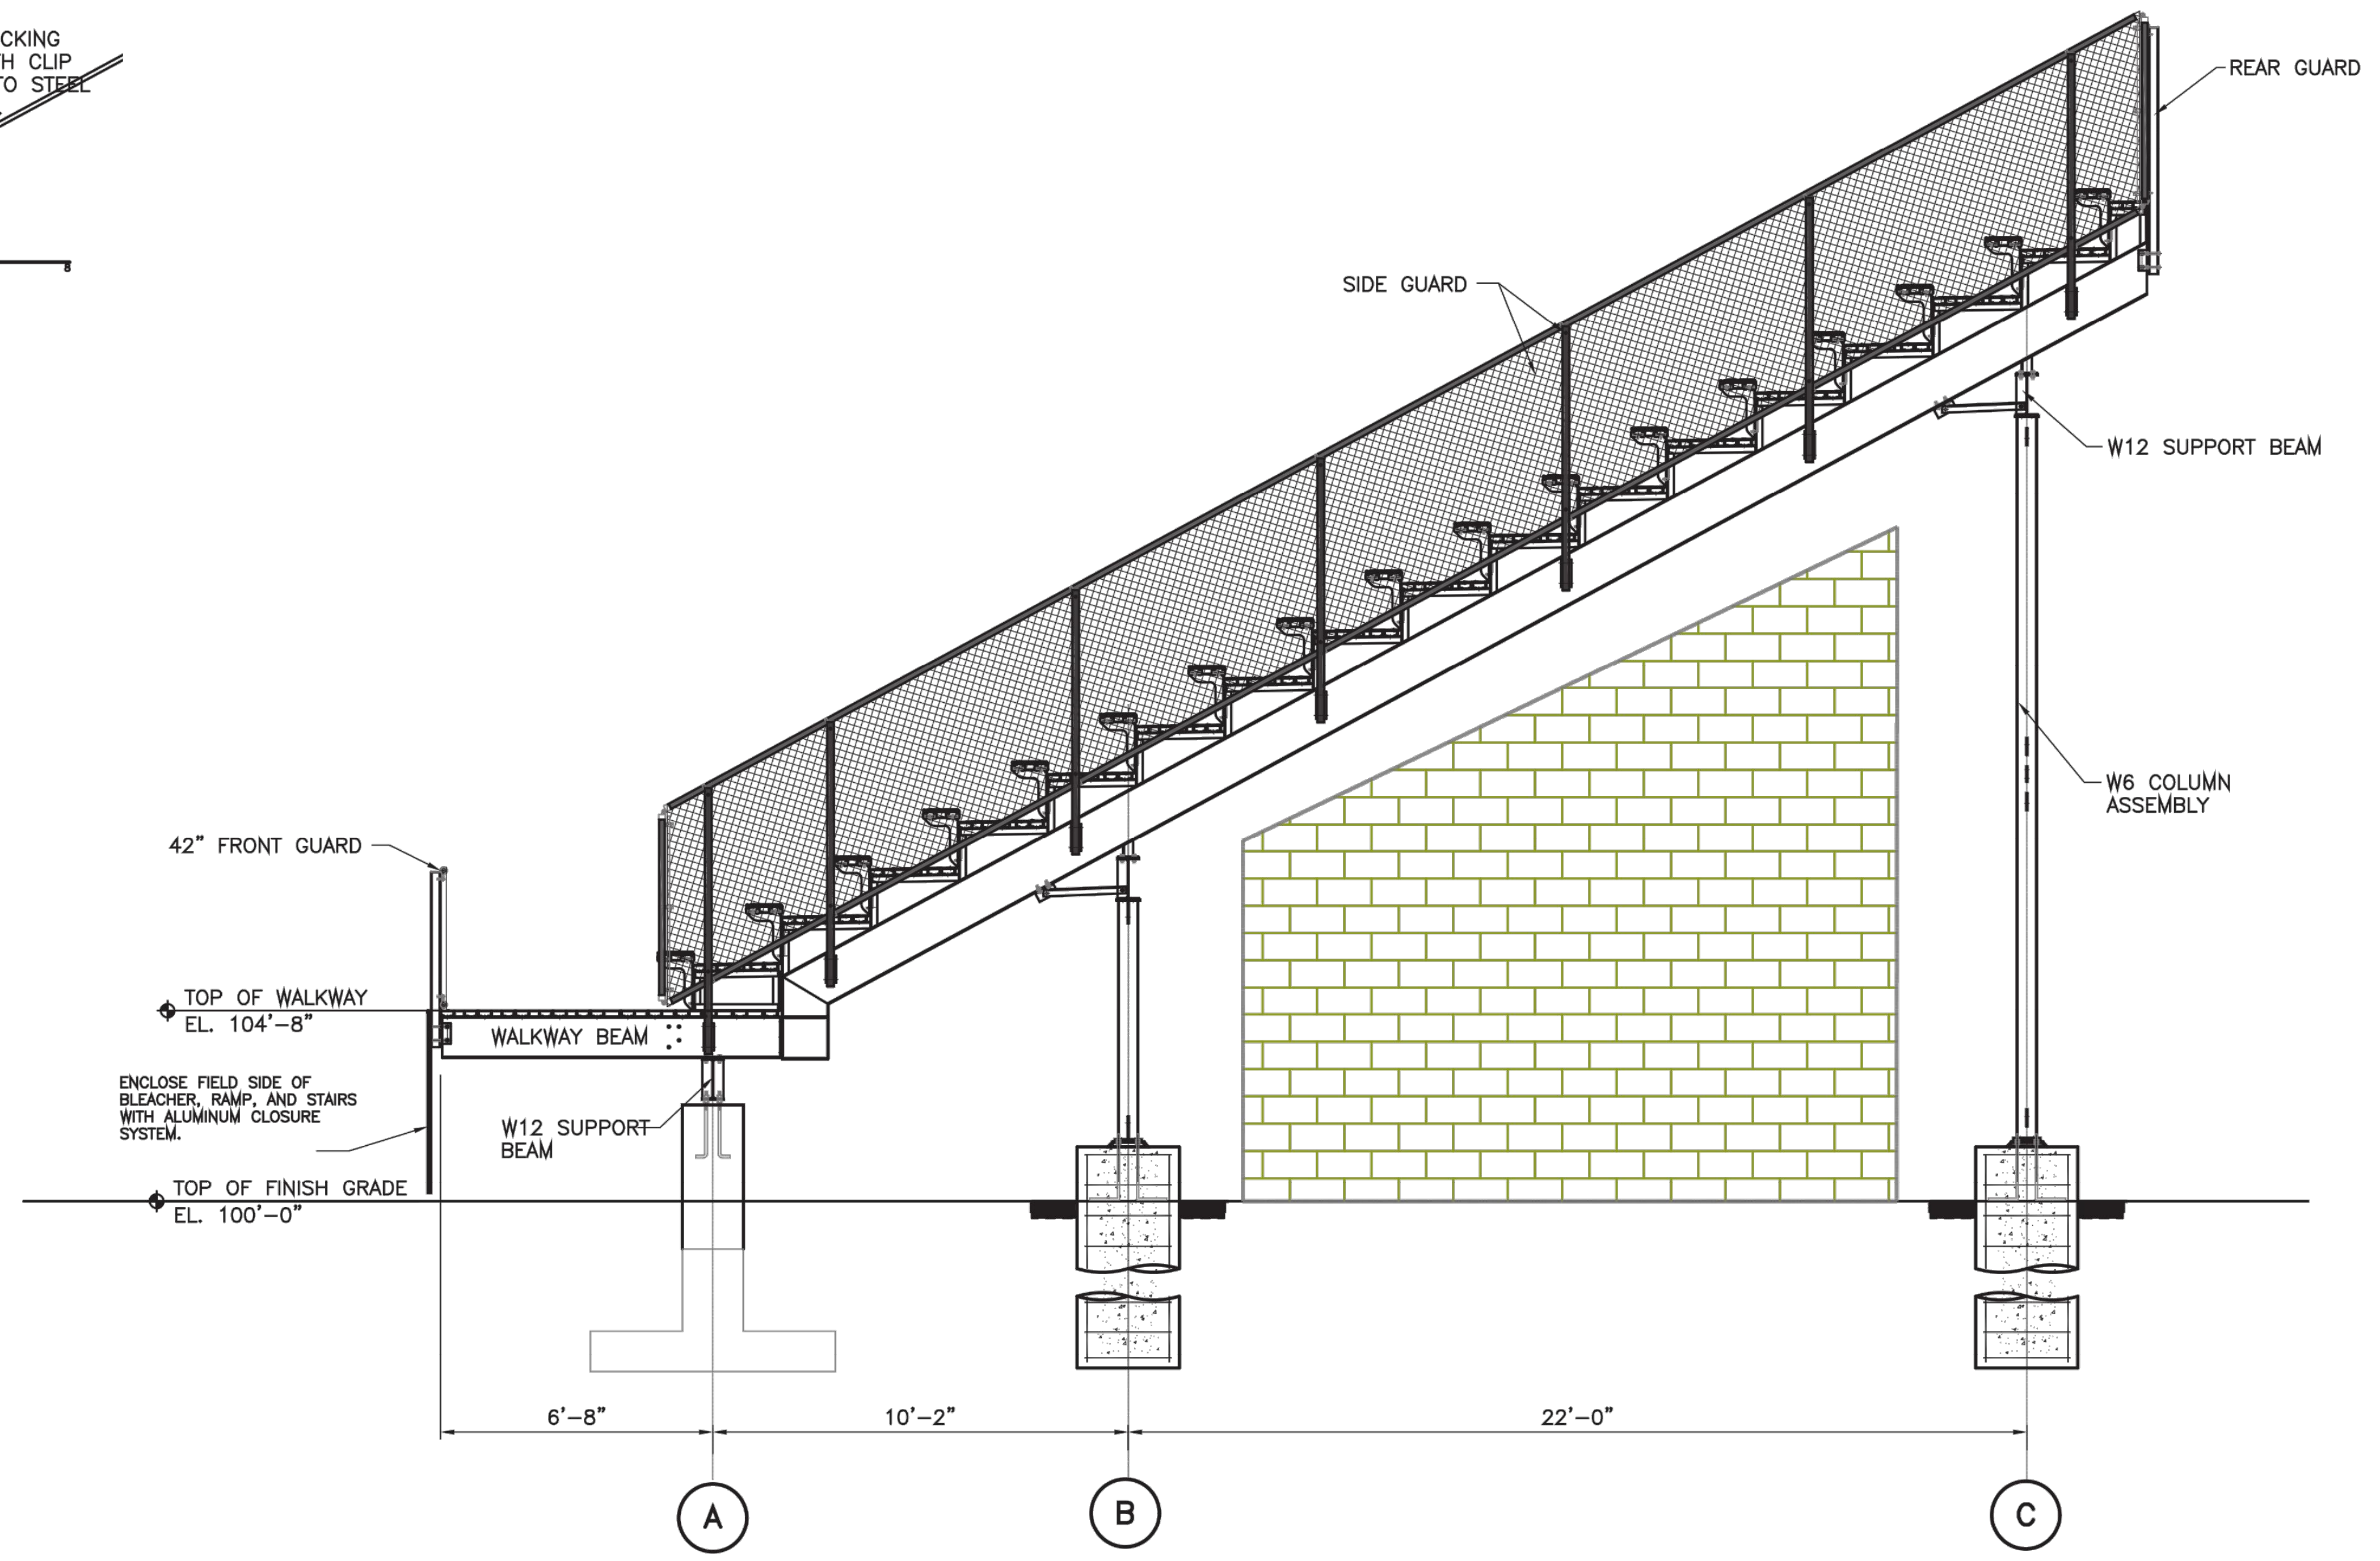 CKING
H CLIP
TO STEEL
8
REAR GUARD
SIDE GUARD
W12 SUPPORT BEAM
W6 COLUMN
ASSEMBLY
42” FRONT GUARD
TOP OF WALKWAY
EL. 104’-8”
WALKWAY BEAM
ENCLOSE FIELD SIDE OF
BLEACHER, RAMP, AND STAIRS
WITH ALUMINUM CLOSURE
SYSTEM.
W12 SUPPORT
BEAM
TOP OF FINISH GRADE
EL. 100’-0”
6’-8”
10’-2”
22’-0”
A
B
C